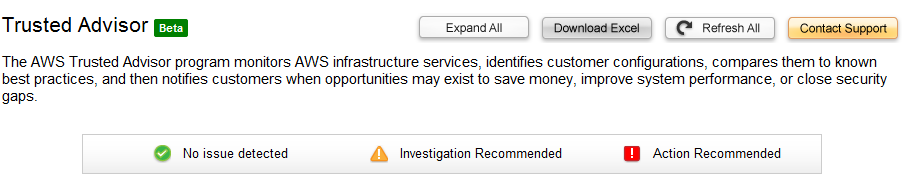 Trusted Advisor Beta Expand All Download Excel Refresh All Contact Support
The AWS Trusted Advisor program monitors AWS infrastructure services, identifies customer configurations, compares them to known
best practices, and then notifies customers when opportunities may exist to save money, improve system performance, or close security
gaps.
No issue detected Investigation Recommended Action Recommended